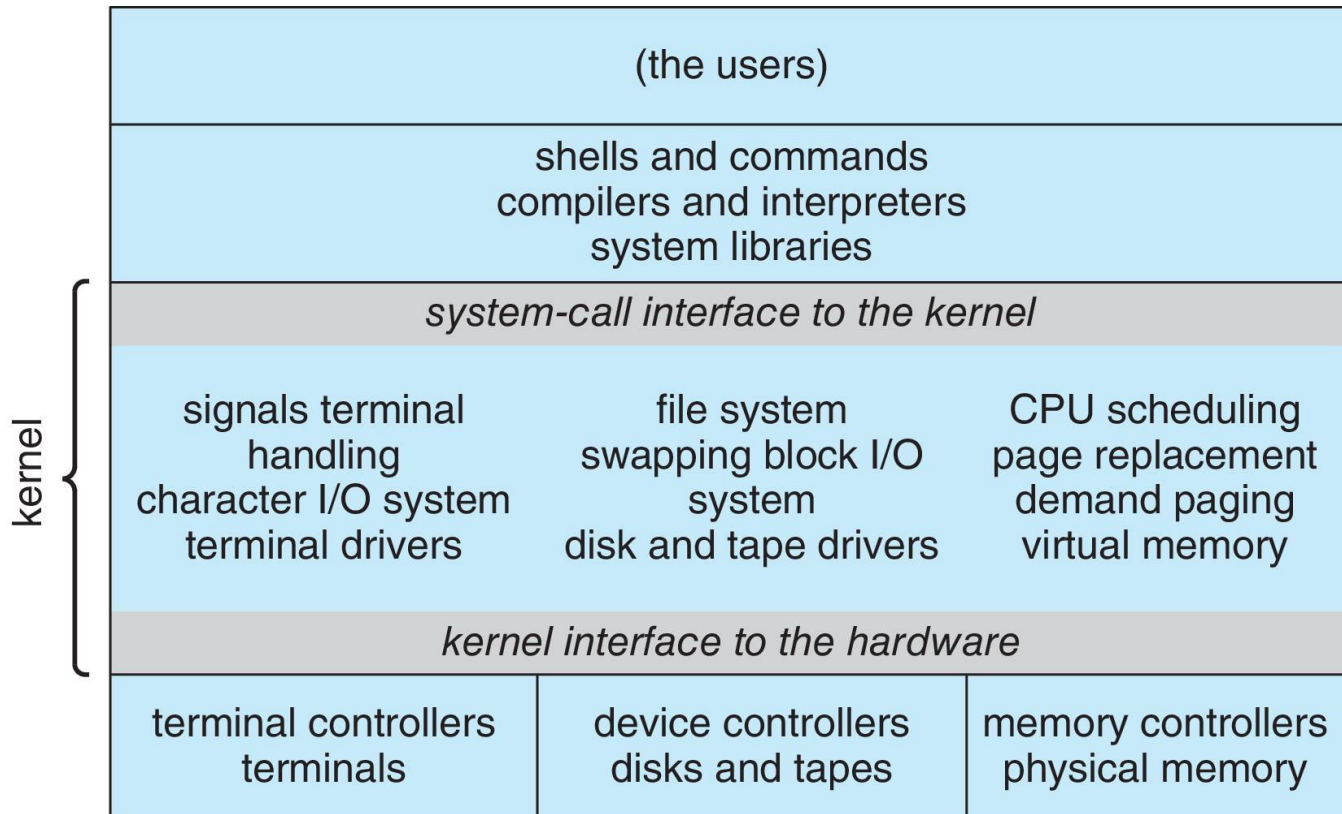 (the users)
shells and commands
compilers and interpreters
system libraries
system-call interface to the kernel
kernel
signals terminal
handling
character I/O system
terminal drivers
file system
swapping block I/O
system
disk and tape drivers
CPU scheduling
page replacement
demand paging
virtual memory
kernel interface to the hardware
terminal controllers
terminals
device controllers
disks and tapes
memory controllers
physical memory